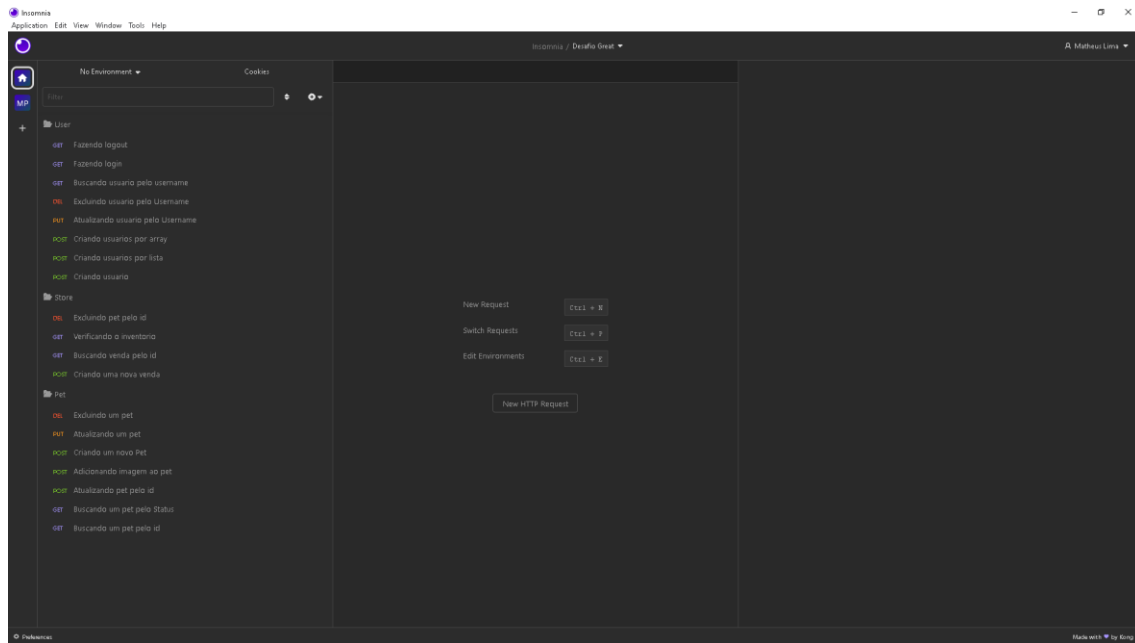 Insomnia
Application Edit View Window Tools Help
Insomnia / Desafio Great
Matheus Lima
No Environment
Cookies
Filter
MP
User
GET Fazendo logout
GET Fazendo login
GET Buscando usuario pelo username
DEL Excluindo usuario pelo Username
PUT Atualizando usuario pelo Username
POST Criando usuarios por array
POST Criando usuarios por lista
POST Criando usuario
Store
DEL Excluindo pet pelo id
GET Verificando o inventario
GET Buscando venda pelo id
POST Criando uma nova venda
Pet
DEL Excluindo um pet
PUT Atualizando um pet
POST Criando um novo Pet
POST Adicionando imagem ao pet
POST Atualizando pet pelo id
GET Buscando um pet pelo Status
GET Buscando um pet pelo id
New Request Ctrl + N
Switch Requests Ctrl + P
Edit Environments Ctrl + E
New HTTP Request
Preferences
Made with by Kong